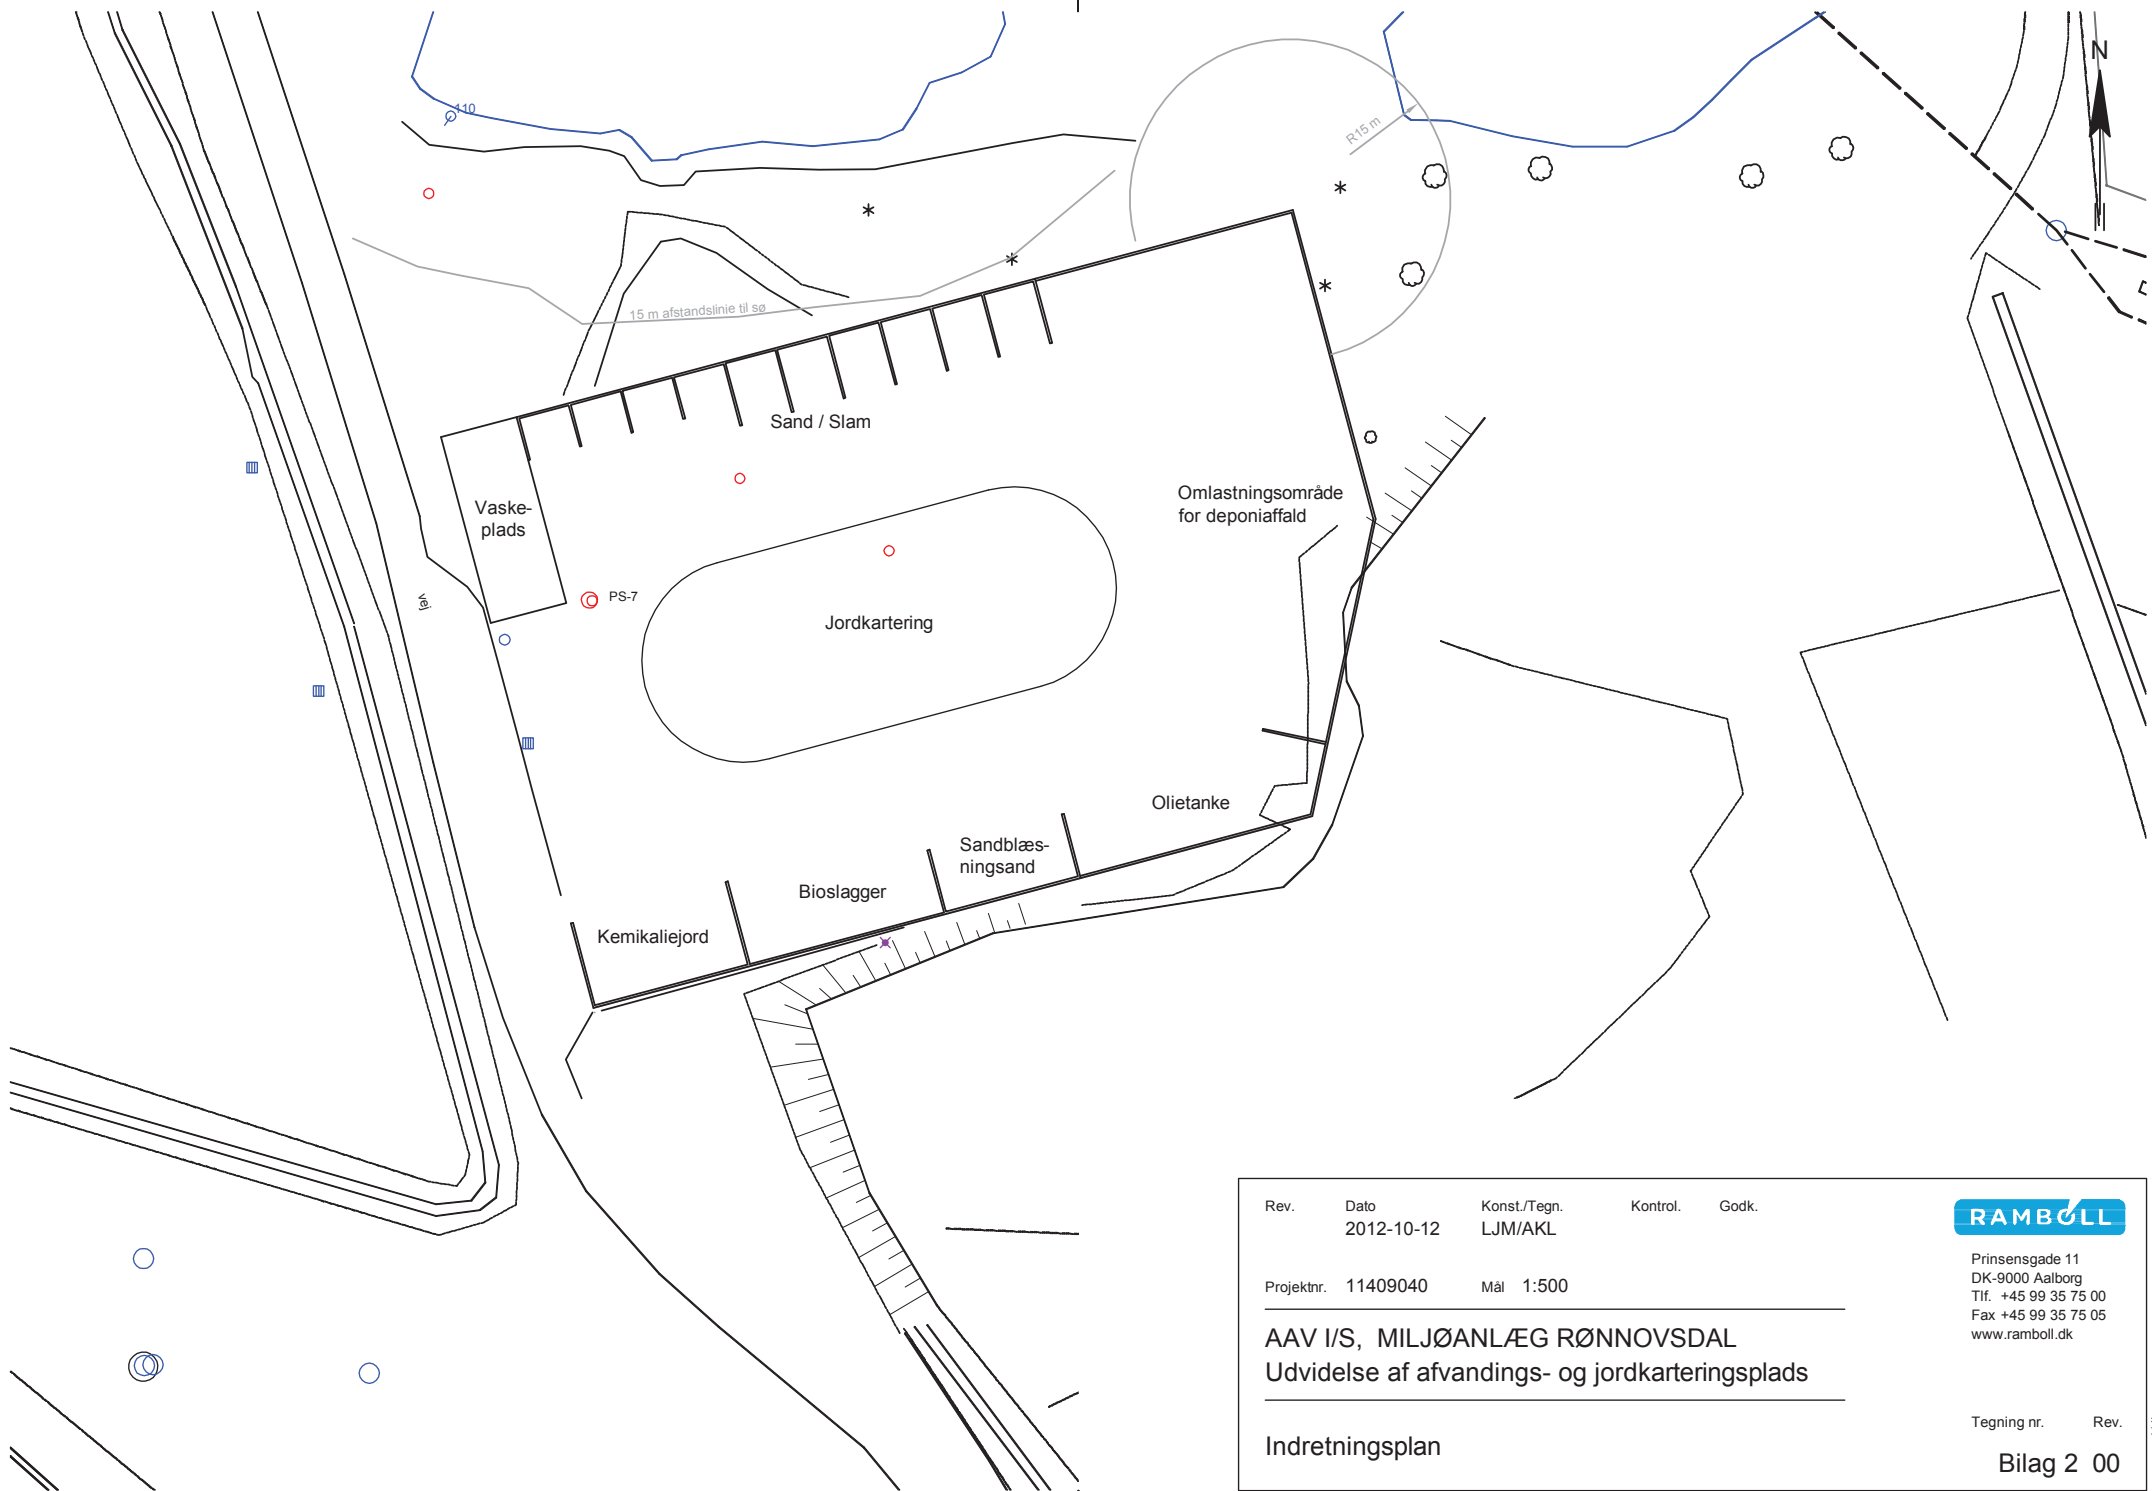 N
110
R15 m
15 m afstandslinie til sø
Sand / Slam
Vaske-
plads
Omlastningsområde
for deponiaffald
PS-7
vej
Jordkartering
Olietanke
Sandblæs-
ningsand
Bioslagger
Kemikaliejord
Rev. Dato Konst./Tegn. Kontrol. Godk.
2012-10-12 LJM/AKL
Projektnr. 11409040 Mål 1:500
AAV I/S, MILJØANLÆG RØNNOVSDAL
Udvidelse af afvandings- og jordkarteringsplads
Indretningsplan
RAMBØLL
Prinsensgade 11
DK-9000 Aalborg
Tlf. +45 99 35 75 00
Fax +45 99 35 75 05
www.ramboll.dk
Tegning nr. Rev.
Bilag 2 00